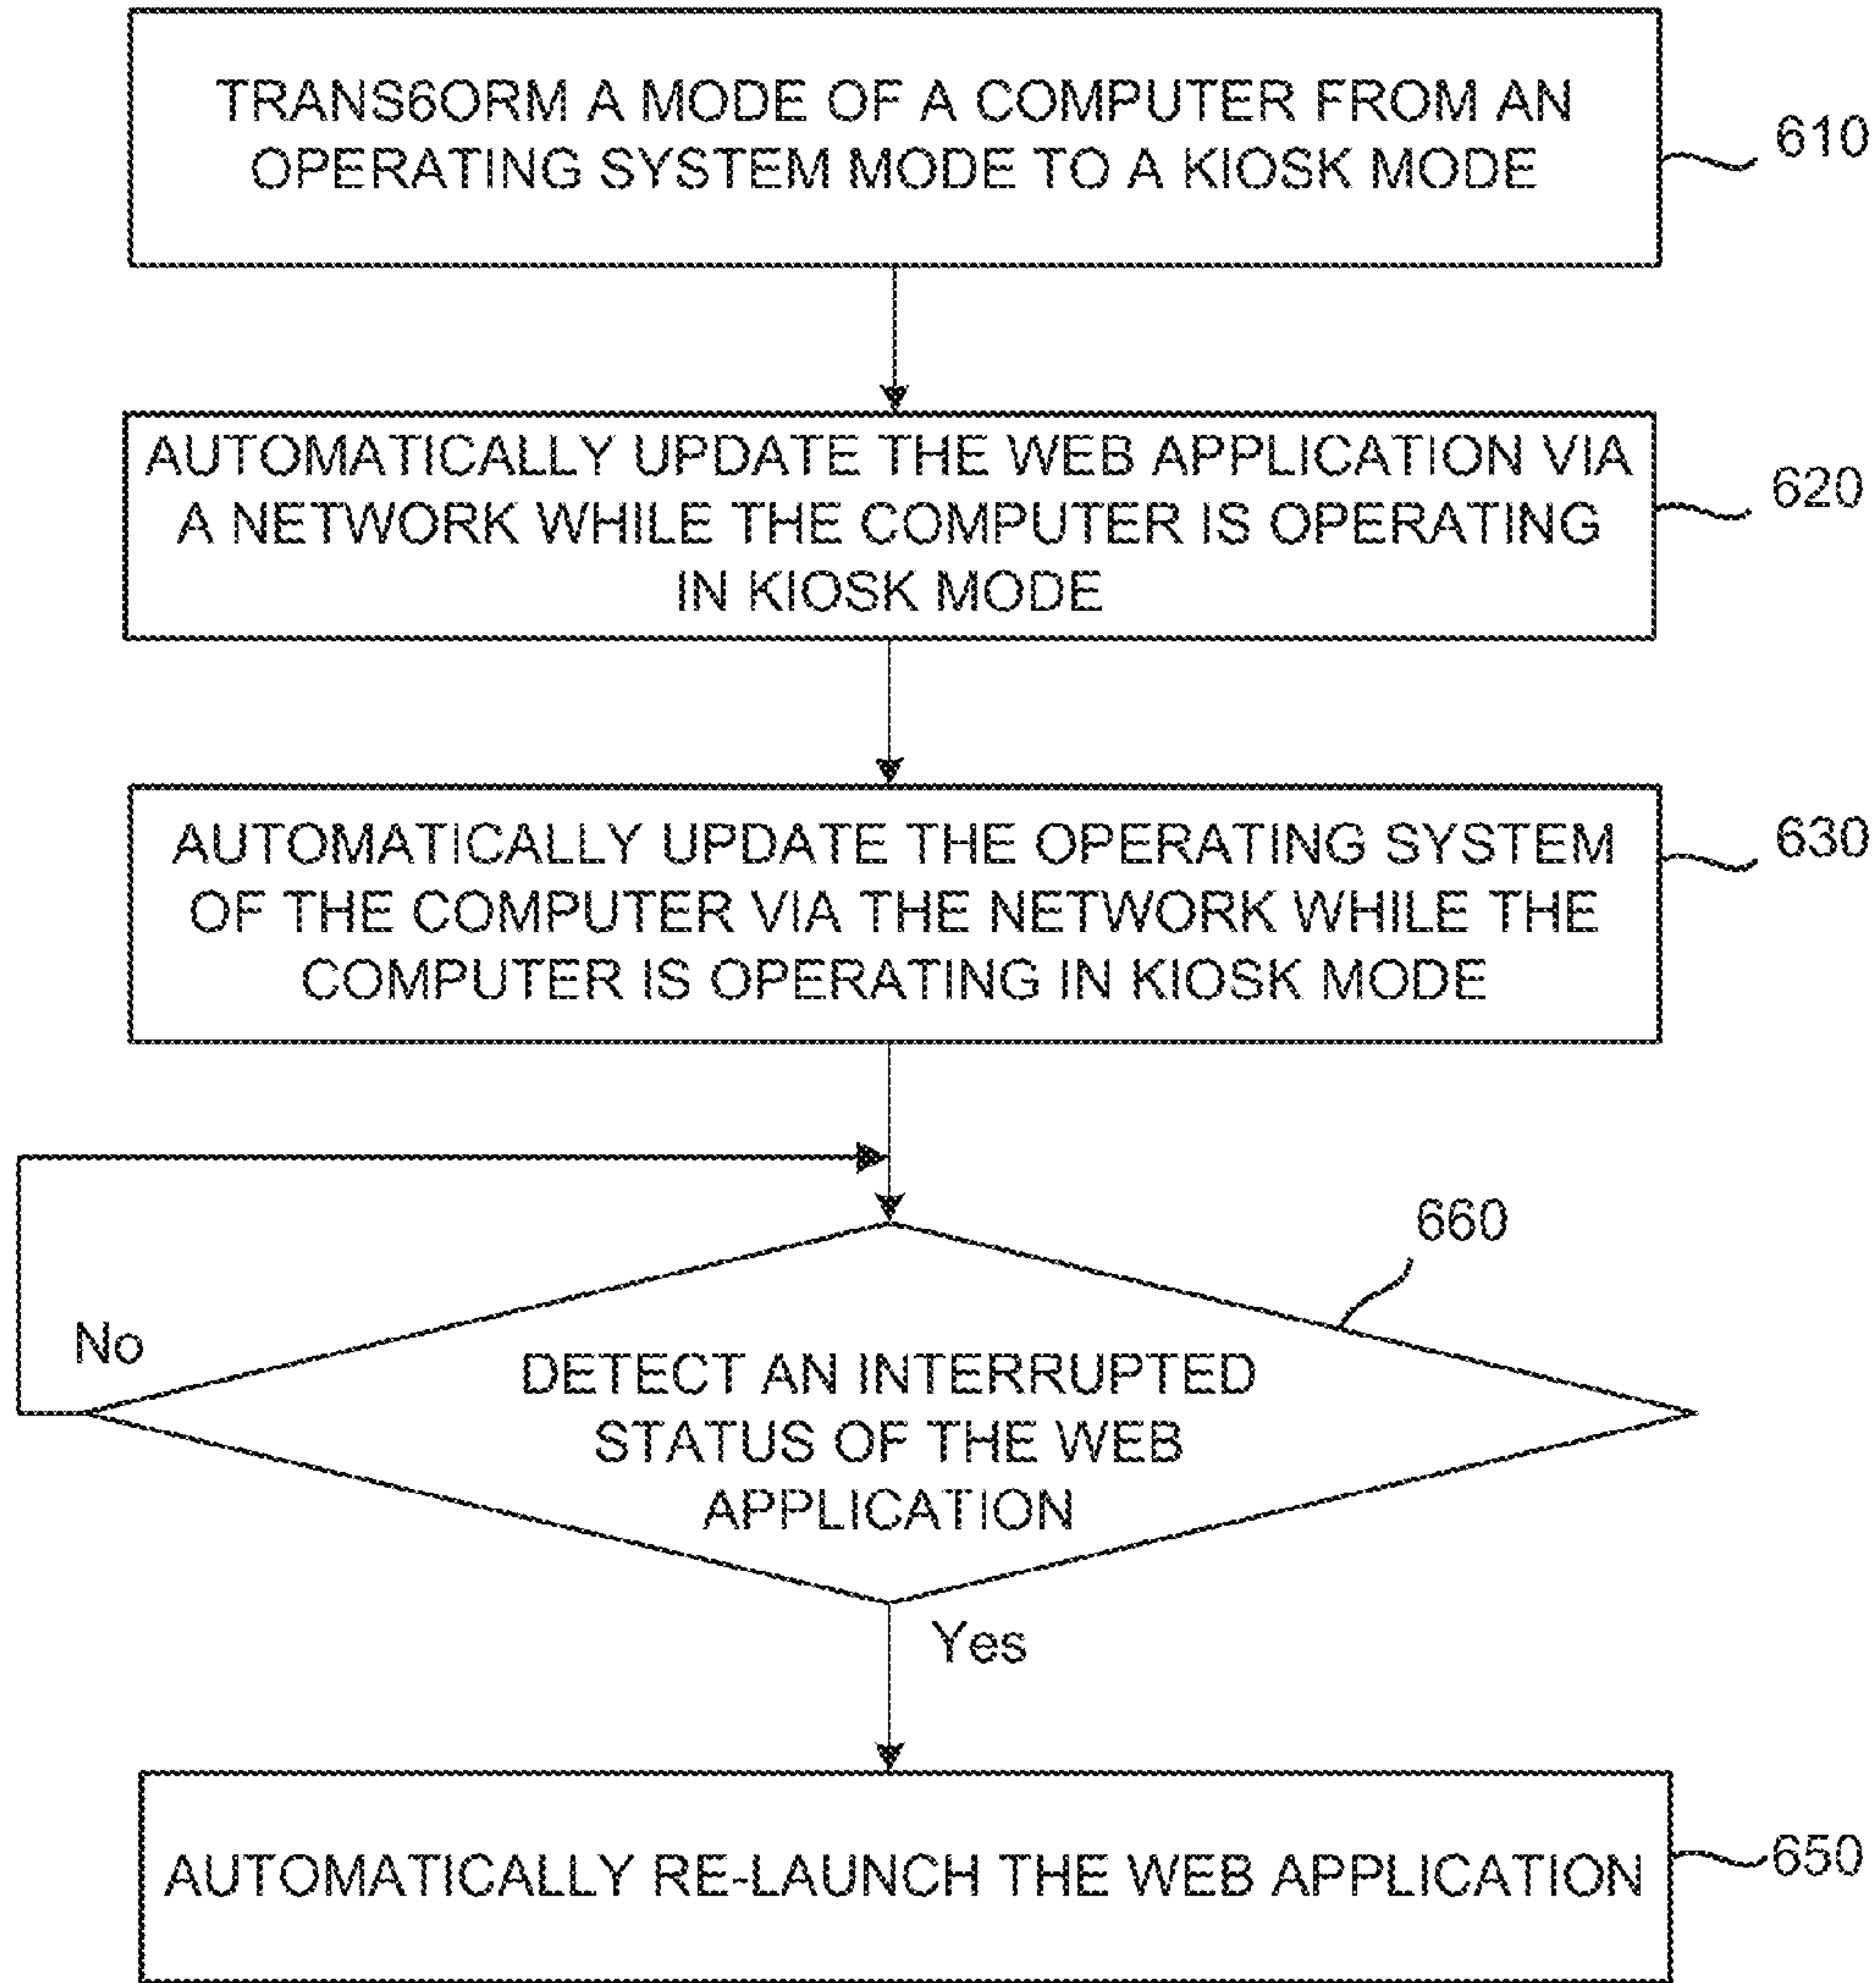 TRANS6ORM A MODE OF A COMPUTER FROM AN
OPERATING SYSTEM MODE TO A KIOSK MODE
610
AUTOMATICALLY UPDATE THE WEB APPLICATION VIA
A NETWORK WHILE THE COMPUTER IS OPERATING
IN KIOSK MODE
620
AUTOMATICALLY UPDATE THE OPERATING SYSTEM
OF THE COMPUTER VIA THE NETWORK WHILE THE
COMPUTER IS OPERATING IN KIOSK MODE
630
660
No
DETECT AN INTERRUPTED
STATUS OF THE WEB
APPLICATION
Yes
AUTOMATICALLY RE-LAUNCH THE WEB APPLICATION
650